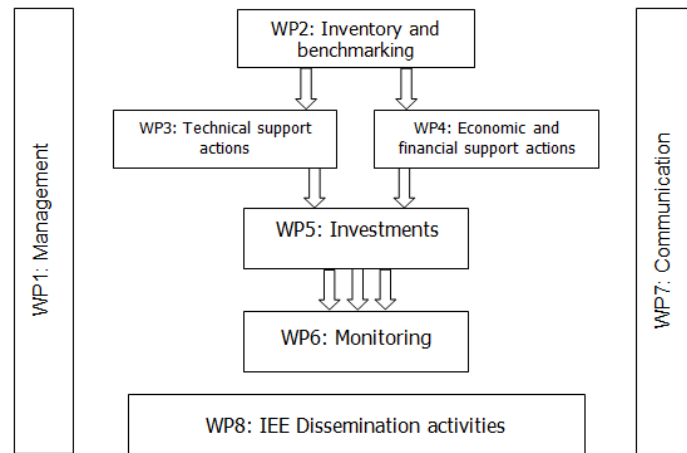 WP1: Management
WP2: Inventory and
benchmarking
WP3: Technical support
actions
WP4: Economic and
financial support actions
WP5: Investments
WP6: Monitoring
WP8: IEE Dissemination activities
WP7: Communication